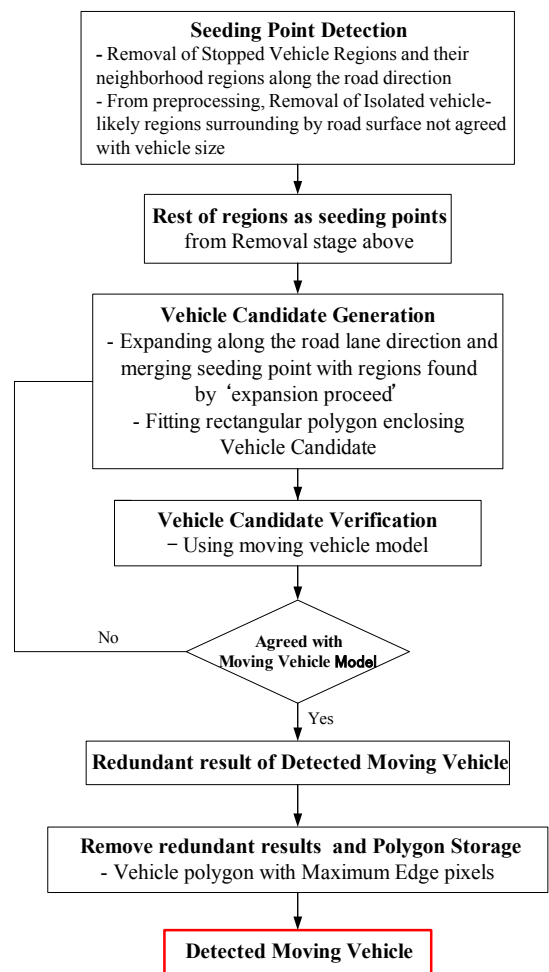 Seeding Point Detection
- Removal of Stopped Vehicle Regions and their
neighborhood regions along the road direction
- From preprocessing, Removal of Isolated vehicle-
likely regions surrounding by road surface not agreed
with vehicle size
Rest of regions as seeding points
from Removal stage above
Vehicle Candidate Generation
- Expanding along the road lane direction and
merging seeding point with regions found
by ‘expansion proceed’
- Fitting rectangular polygon enclosing
Vehicle Candidate
Vehicle Candidate Verification
– Using moving vehicle model
No
Agreed with
Moving Vehicle Model
Yes
Redundant result of Detected Moving Vehicle
Remove redundant results and Polygon Storage
- Vehicle polygon with Maximum Edge pixels
Detected Moving Vehicle